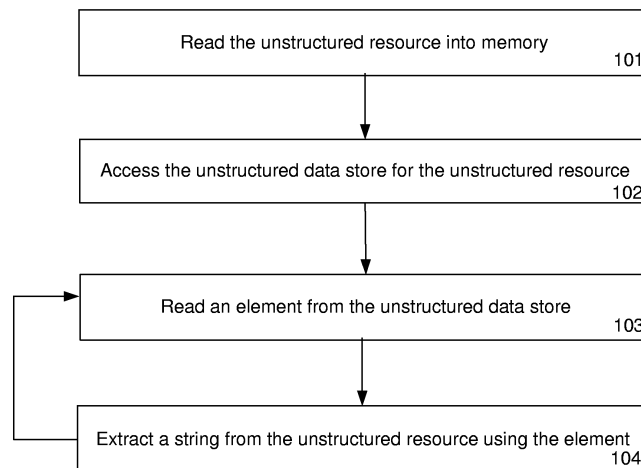 Read the unstructured resource into memory
101
Access the unstructured data store for the unstructured resource
102
Read an element from the unstructured data store
103
Extract a string from the unstructured resource using the element
104